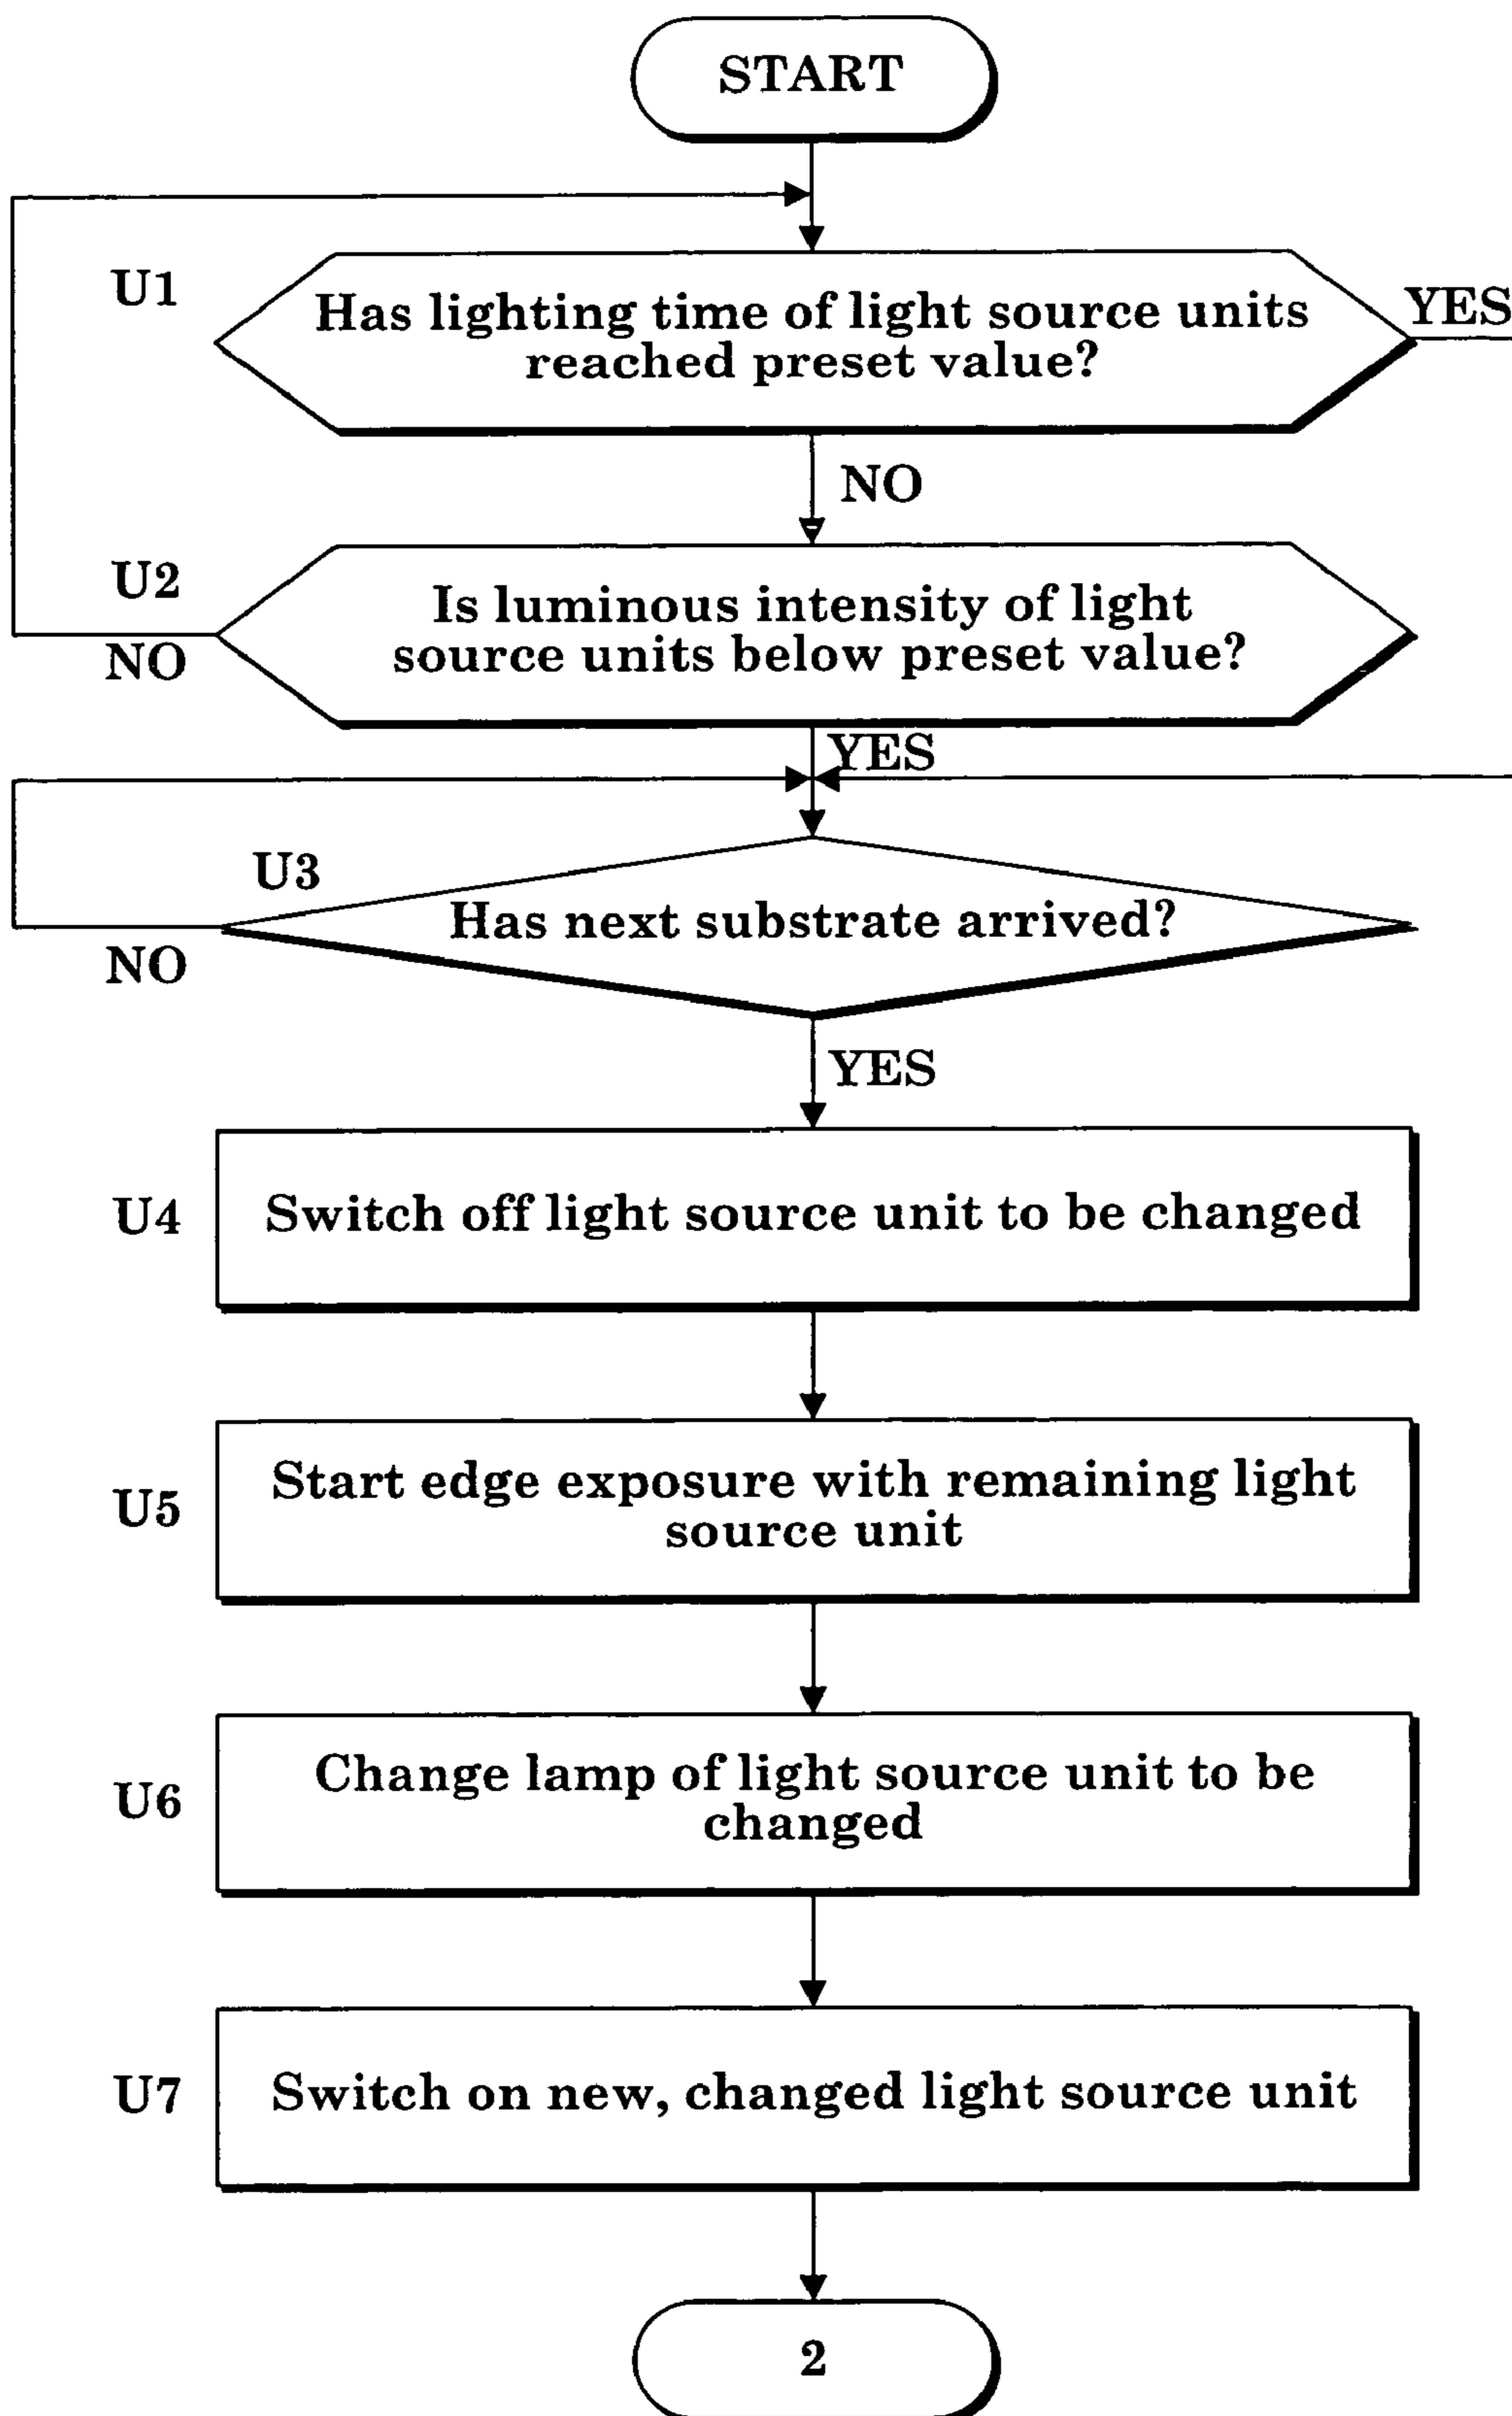 START
U1
Has lighting time of light source units
reached preset value?
YES
NO
U2
Is luminous intensity of light
source units below preset value?
NO
YES
U3
Has next substrate arrived?
NO
YES
U4
Switch off light source unit to be changed
U5
Start edge exposure with remaining light
source unit
U6
Change lamp of light source unit to be
changed
U7
Switch on new, changed light source unit
2